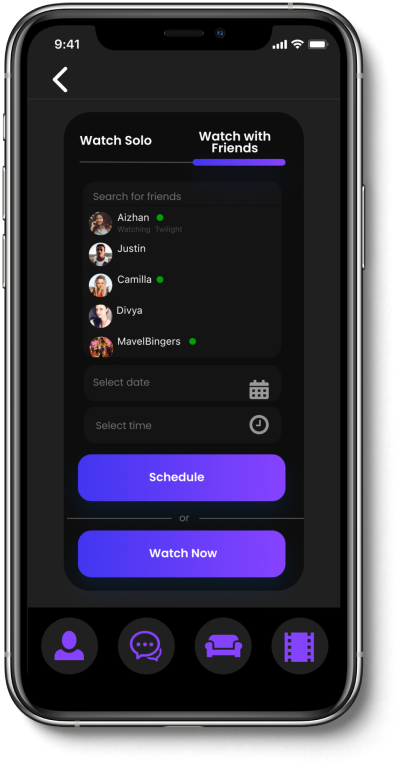 9:41
Watch Solo
Watch with
Friends
Search for friends
Aizhan
Watching Twilight
Justin
Camilla
Divya
MavelBingers
Select date
Select time
Schedule
or
Watch Now